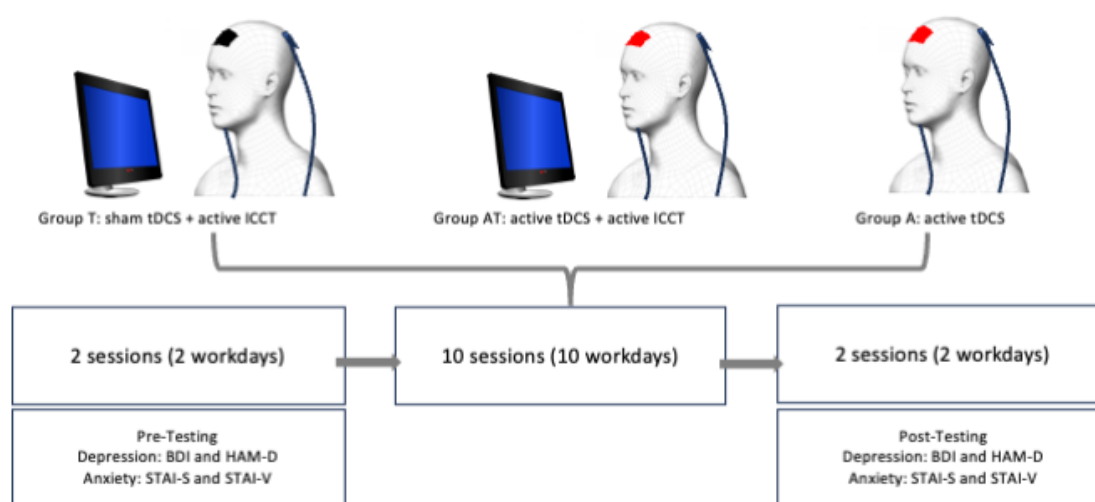 Group T: sham tDCS + active ICCT
Group AT: active tDCS + active ICCT
Group A: active tDCS
2 sessions (2 workdays)
10 sessions (10 workdays)
2 sessions (2 workdays)
Pre-Testing
Depression: BDI and HAM-D
Anxiety: STAI-S and STAI-V
Post-Testing
Depression: BDI and HAM-D
Anxiety: STAI-S and STAI-V